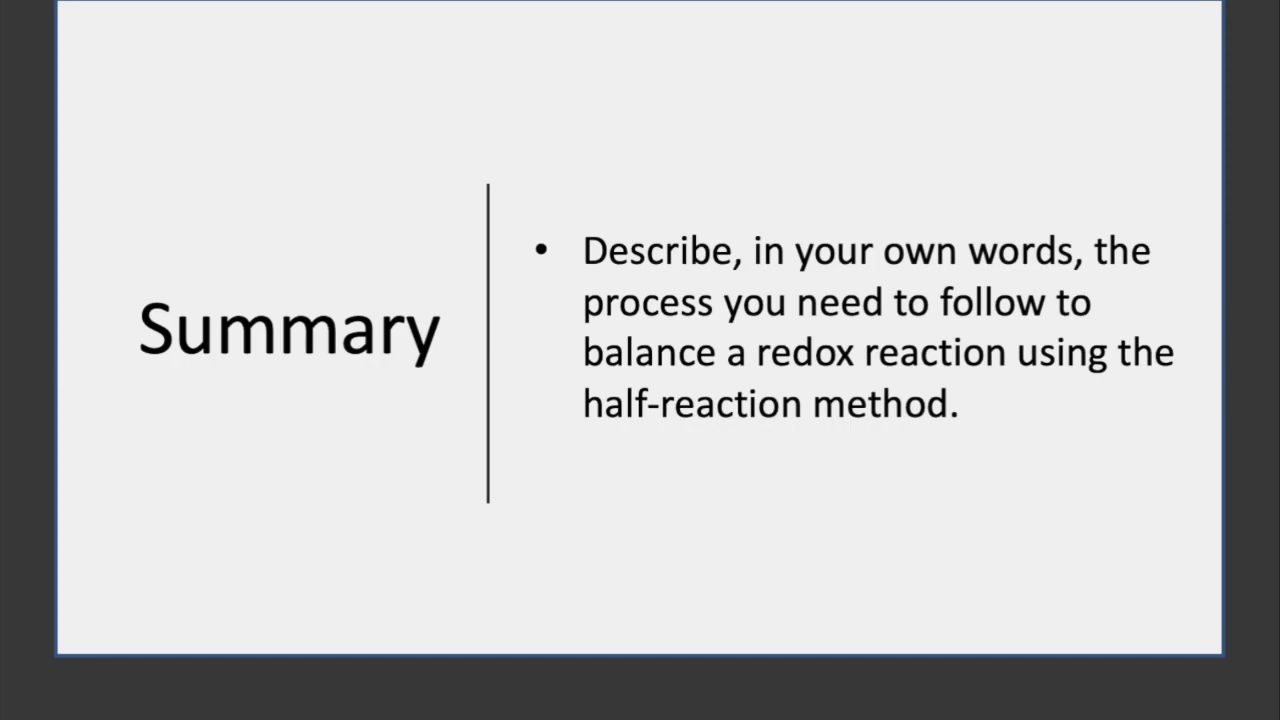 Summary
• Describe, in your own words, the
process you need to follow to
balance a redox reaction using the
half-reaction method.